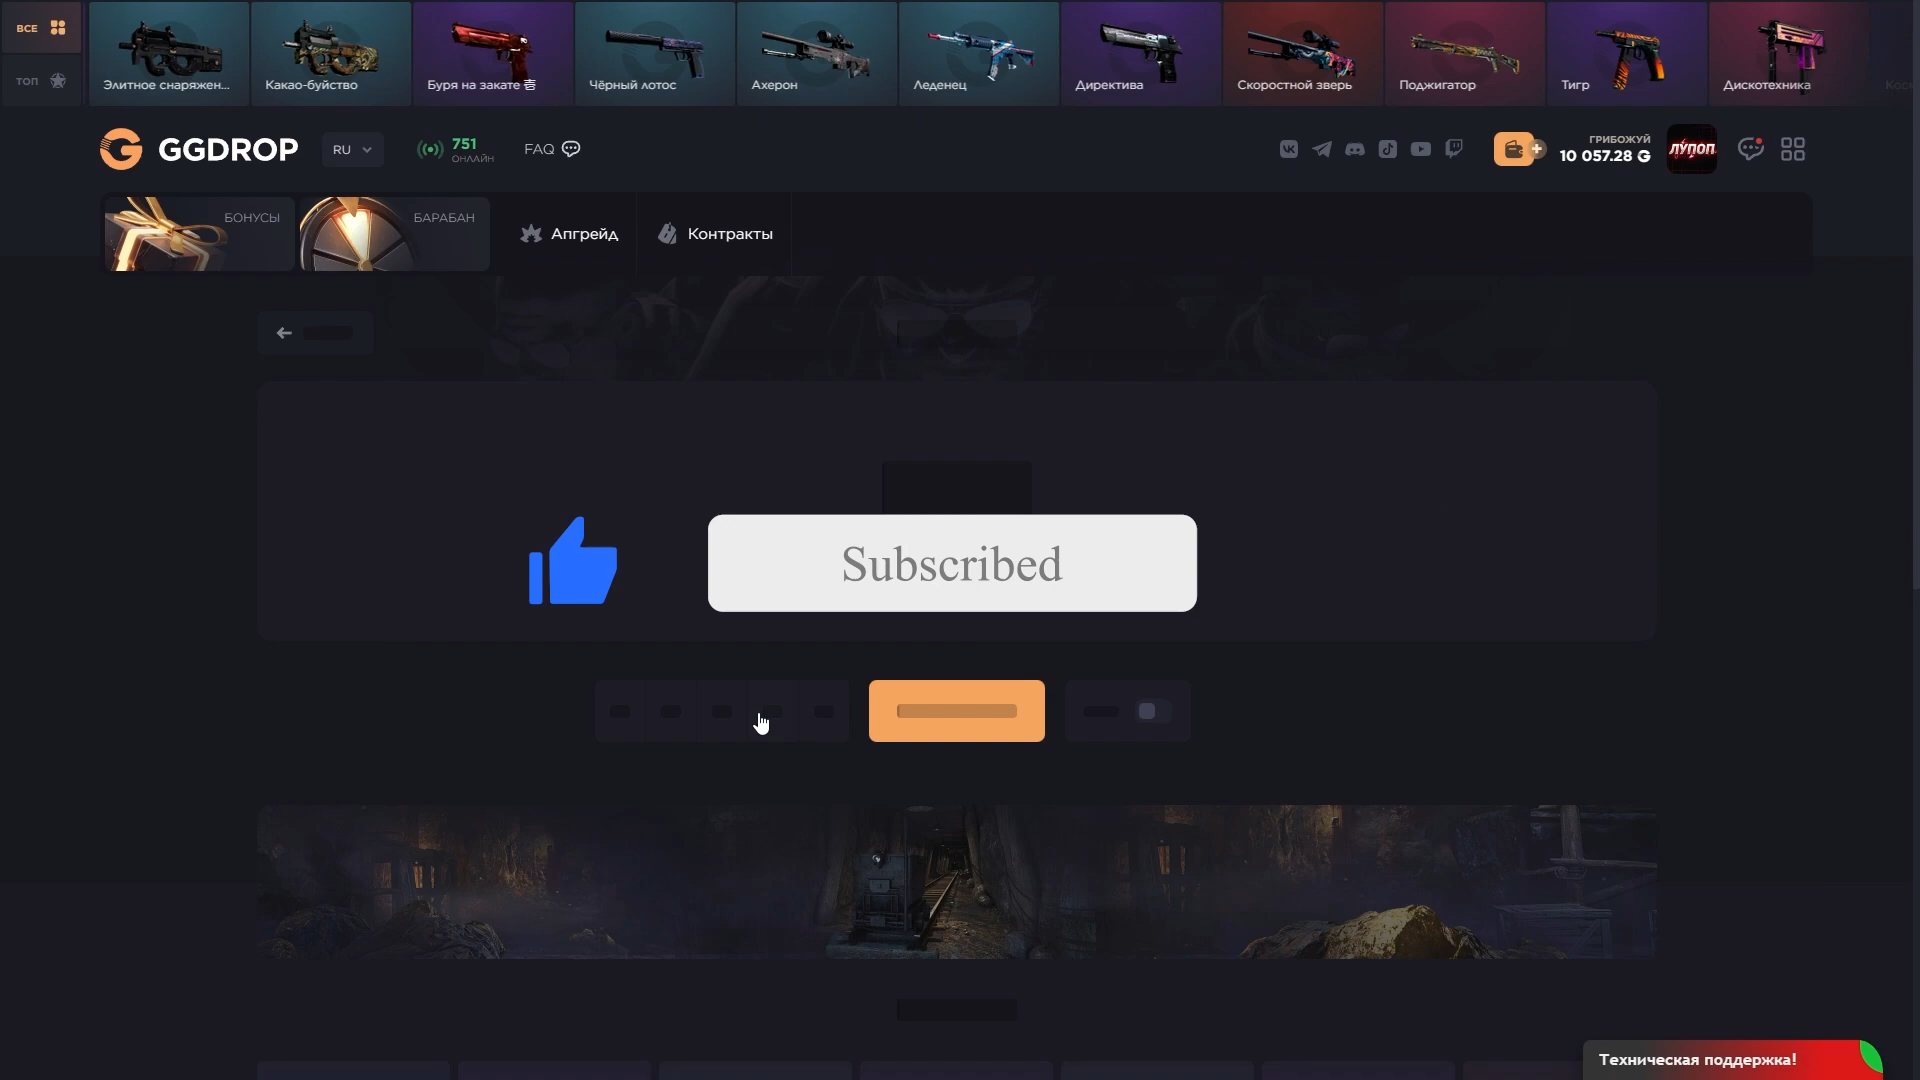 ВСЕ
ТОП
Элитное снаряжен...
Какао-буйство
Буря на закате 壱
Чёрный лотос
Ахерон
Леденец
Директива
Скоростной зверь
Поджигатор
Тигр
Дискотехника
GGDROP
RU
751
ОНЛАЙН
FAQ
ГРИБОЖУЙ
10 057.28 G
ЛУПОП
БОНУСЫ
БАРАБАН
Апгрейд
Контракты
Subscribed
Техническая поддержка!